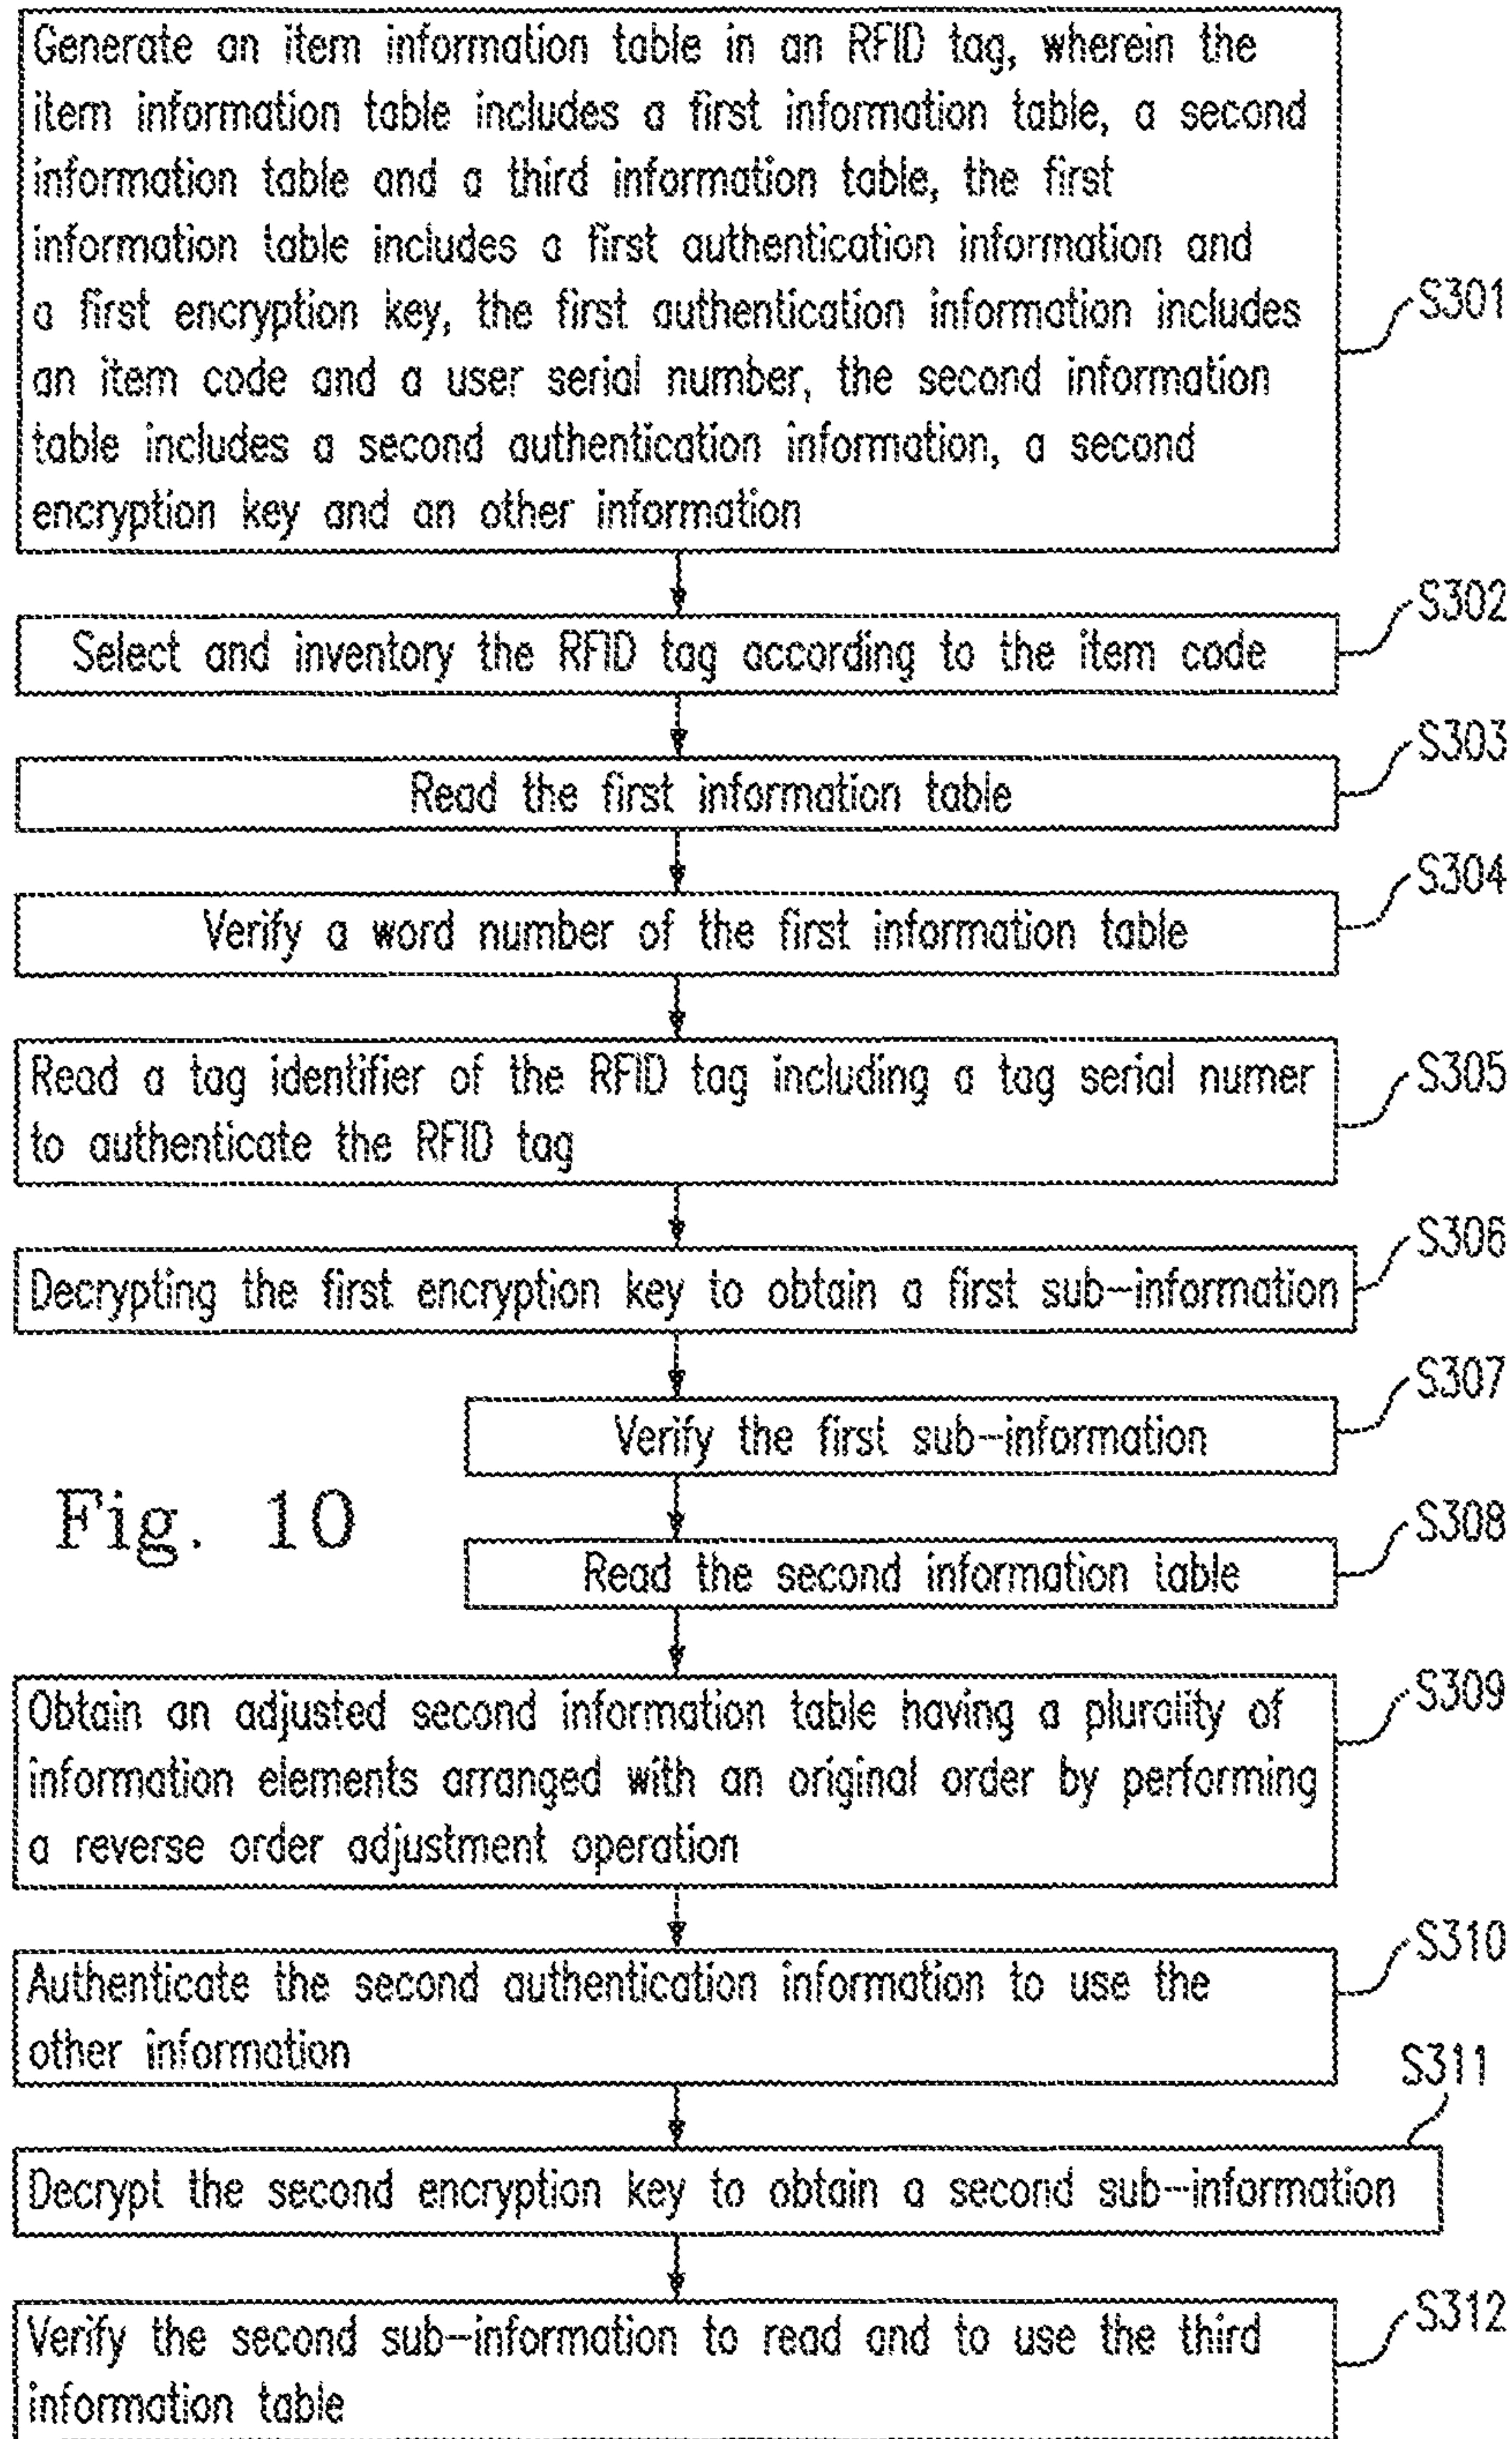 Generate an item information table in an RFID tag, wherein the
item information table includes a first information table, a second
information table and a third information table, the first
information table includes a first authentication information and
a first encryption key, the first authentication information includes
an item code and a user serial number, the second information
table includes a second authentication information, a second
encryption key and an other information
S301
S302
Select and inventory the RFID tag according to the item code
S303
Read the first information table
S304
Verify a word number of the first information table
S305
Read a tag identifier of the RFID tag including a tag serial numer
to authenticate the RFID tag
S306
Decrypting the first encryption key to obtain a first sub-information
S307
Verify the first sub-information
Fig. 10
S308
Read the second information table
S309
Obtain an adjusted second information table having a plurality of
information elements arranged with an original order by performing
a reverse order adjustment operation
S310
Authenticate the second authentication information to use the
other information
S311
Decrypt the second encryption key to obtain a second sub-information
S312
Verify the second sub-information to read and to use the third
information table